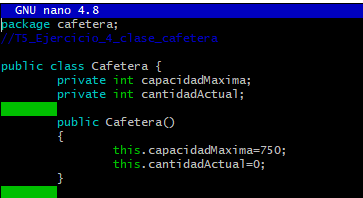 GNU nano 4.8
package cafetera;
//T5_Ejercicio_4_clase_cafetera
public class Cafetera {
private int capacidadMaxima;
private int cantidadActual;
public Cafetera()
{
this.capacidadMaxima=750;
this.cantidadActual=0;
}